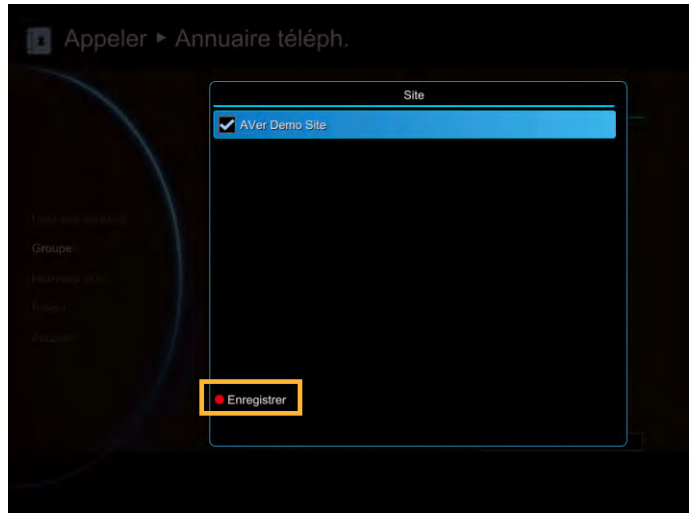 Appeler ▸ Annuaire téléph.
Site
AVer Demo Site
Groupe
Enregistrer